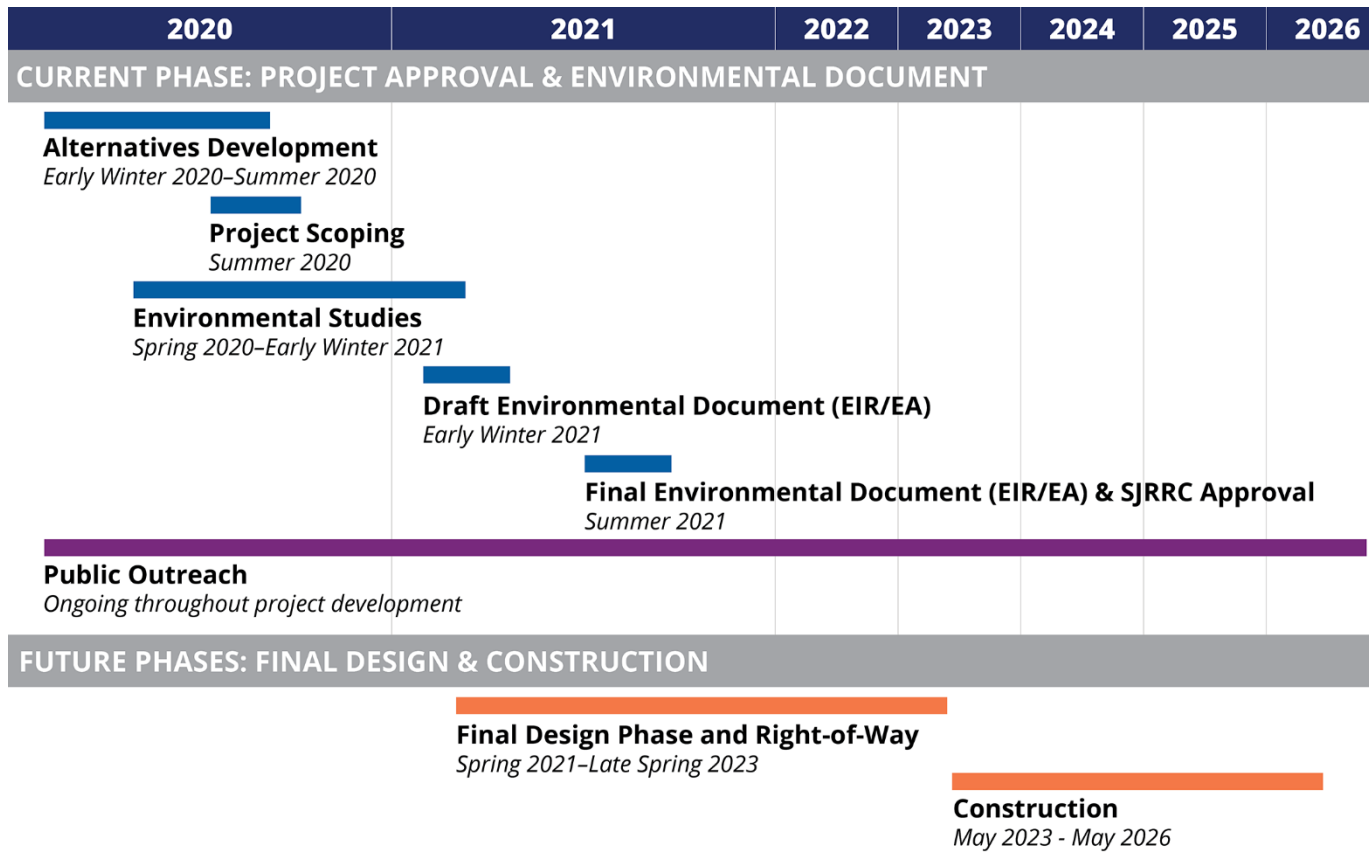 2020 2021 2022 2023 2024 2025 2026
CURRENT PHASE: PROJECT APPROVAL & ENVIRONMENTAL DOCUMENT
Alternatives Development
Early Winter 2020–Summer 2020
Project Scoping
Summer 2020
Environmental Studies
Spring 2020–Early Winter 2021
Draft Environmental Document (EIR/EA)
Early Winter 2021
Final Environmental Document (EIR/EA) & SJRRC Approval
Summer 2021
Public Outreach
Ongoing throughout project development
FUTURE PHASES: FINAL DESIGN & CONSTRUCTION
Final Design Phase and Right-of-Way
Spring 2021–Late Spring 2023
Construction
May 2023 - May 2026